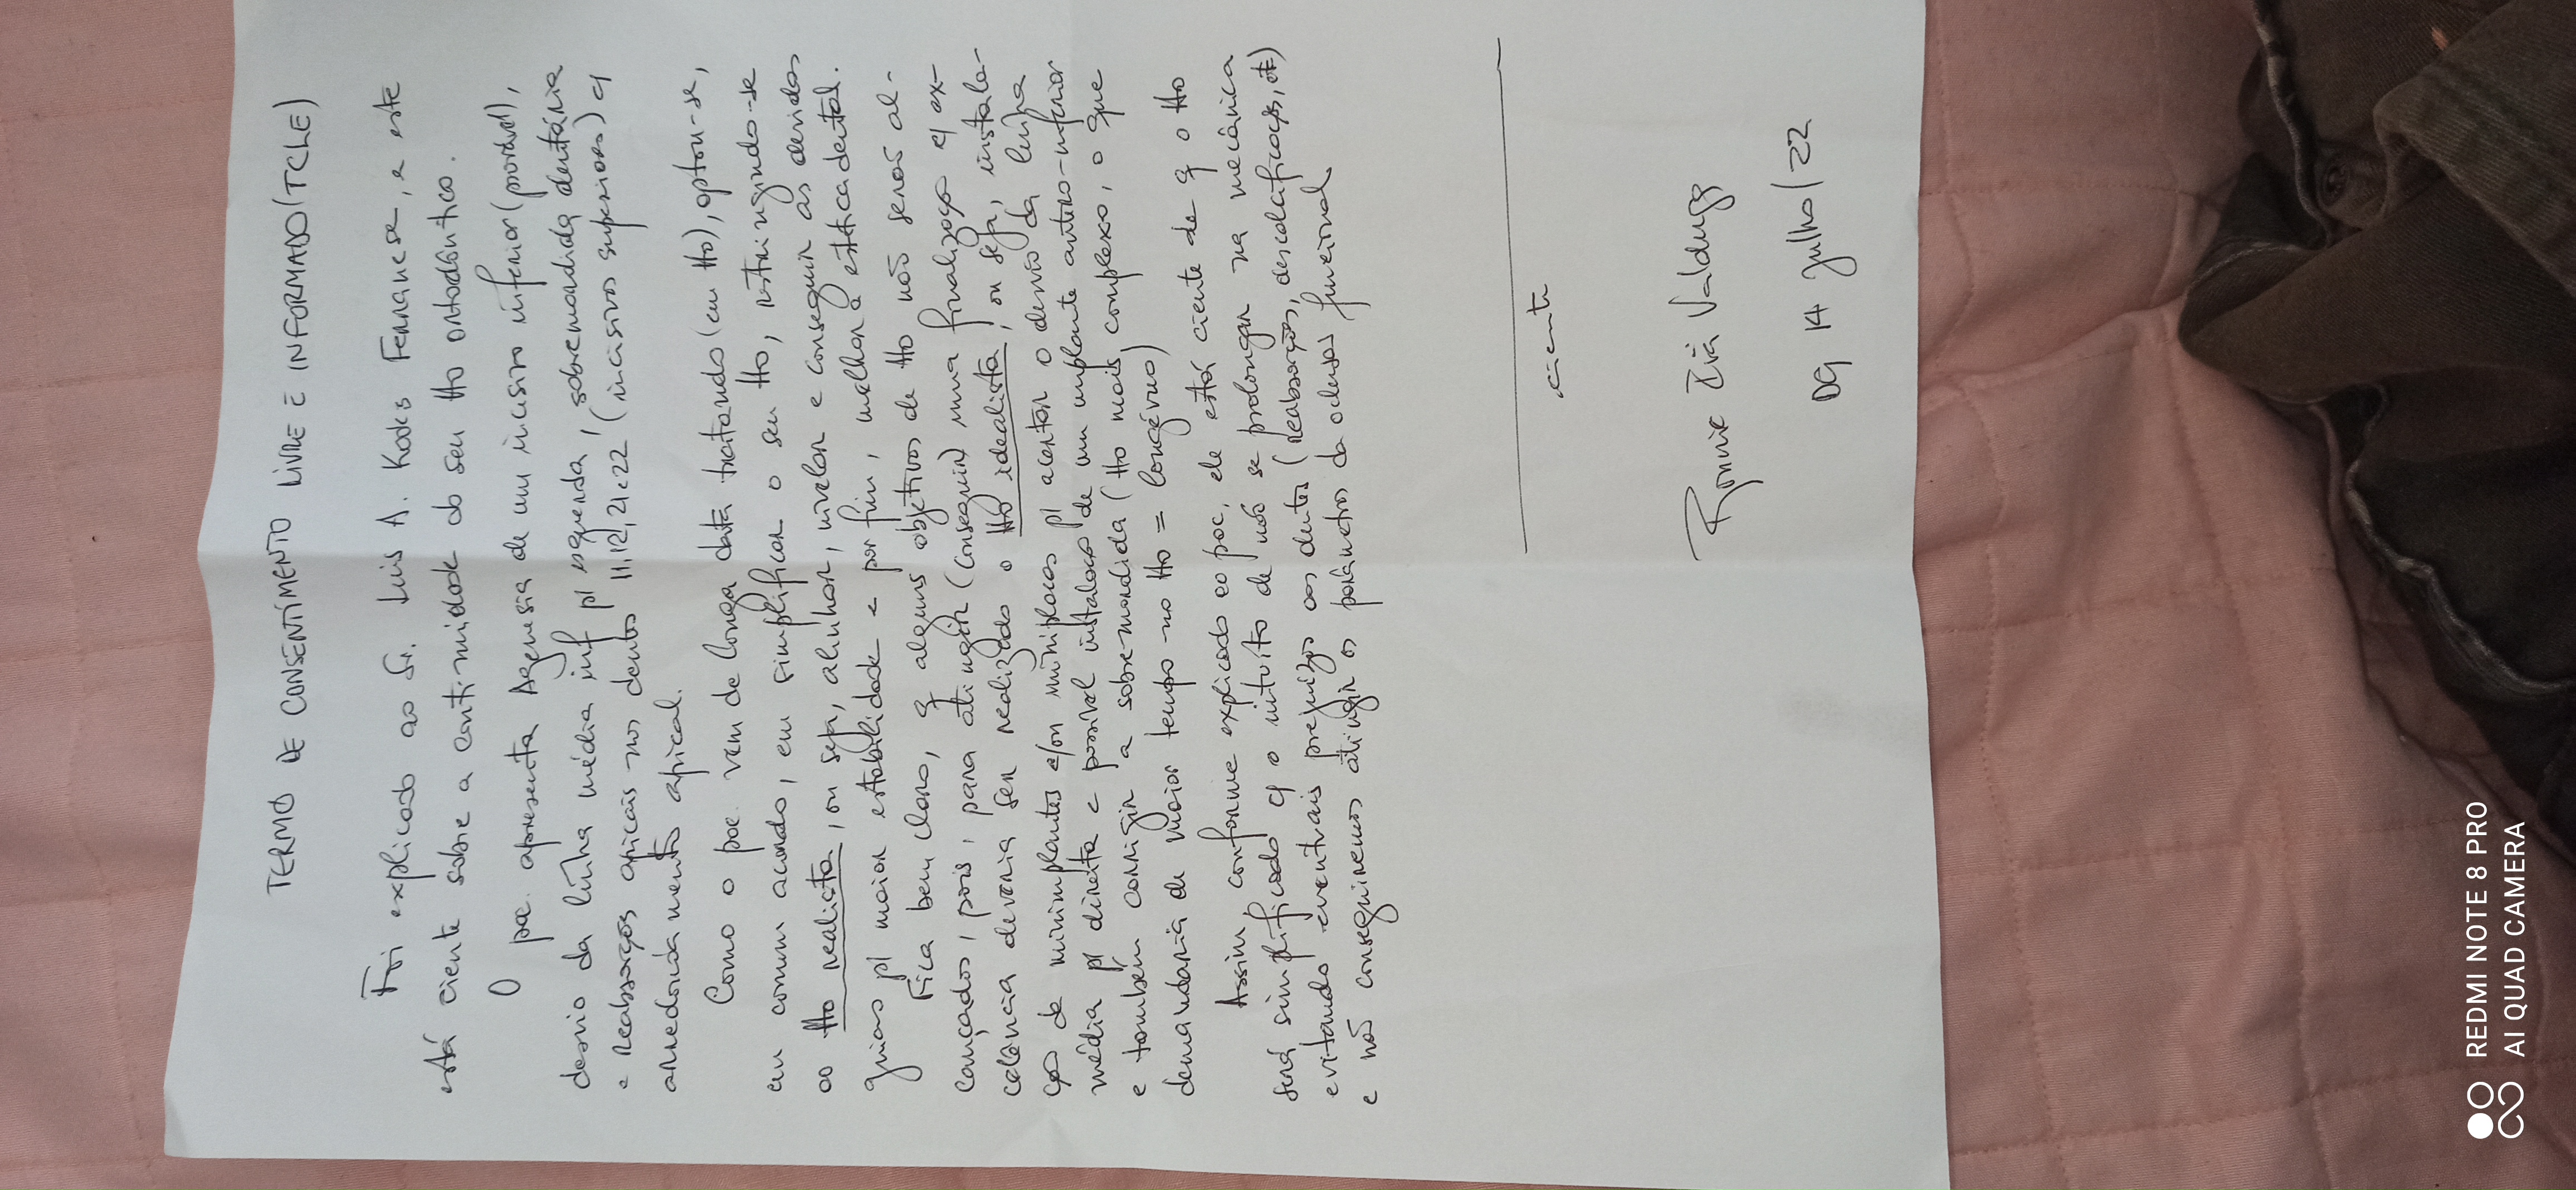 TERMO DE CONSENTIMENTO LIVRE E INFORMADO (TCLE)
Foi explicado ao Sr. Luis A. Kodes Ferranese, e este
está ciente sobre a continuidade do seu tto ortodôntico.
O pac. apresenta Agenesia de um incisivo inferior (provável),
desvio da linha média inf p/ esquerda, sobremordida dentária
e reabsorções apicais nos dentes 11, 12, 21 e 22 (incisivos superiores) c/
arredondamento apical.
Como o pac. vem de longa data tratando (em tto), optou-se,
em comum acordo, em simplificar o seu tto, restringindo-se
ao tto realista, ou seja, alinhar, nivelar e conseguir as devidas
guias p/ maior estabilidade e por fim, melhor a estética dental.
Fica bem claro, q alguns objetivos de tto não serão al-
cançados, pois, para atingir (conseguir) uma finalização c/ ex-
celência deveria ser realizado o tto idealista, ou seja, instala-
ção de miniimplantes e/ou miniplacas p/ acertar o desvio da linha
média p/ direita e possível instalação de um implante antero-inferior
e também corrigir a sobremordida (tto mais complexo, o que
demandaria de maior tempo no tto = longévuo)
Assim, conforme explicado ao pac, ele está ciente de q o tto
será simplificado c/ o intuito de não se prolongar na mecânica
evitando eventuais prejuízos aos dentes (reabsorções, descalcificações, etc)
e não conseguiremos atingir os parâmetros da oclusão funcional
ciente
Ronnie Valduga
14 julho/22
REDMI NOTE 8 PRO
AI QUAD CAMERA